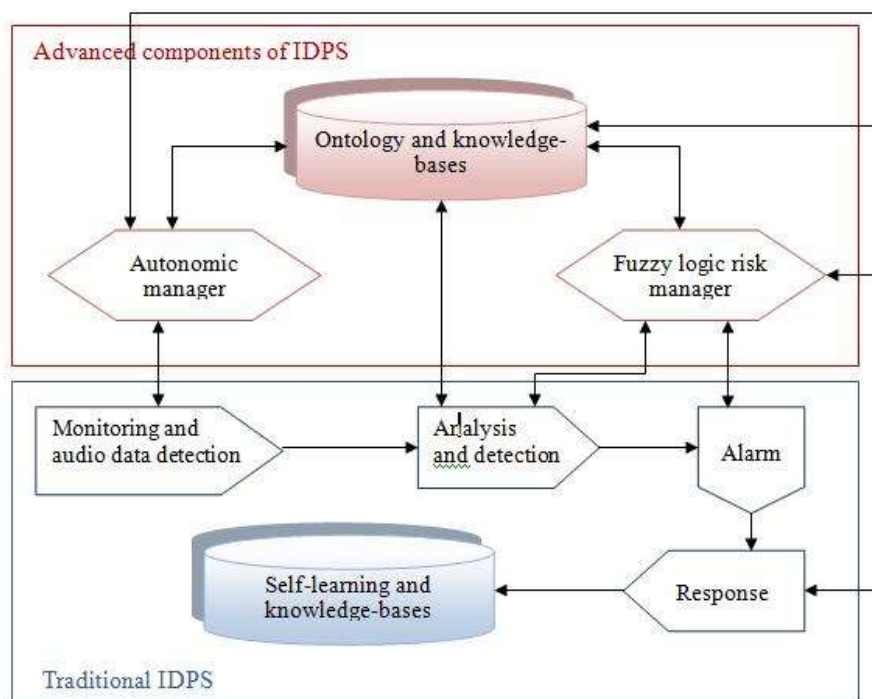 Advanced components of IDPS
Ontology and knowledge-
bases
Autonomic
manager
Fuzzy logic risk
manager
Monitoring and
audio data detection
Analysis
and detection
Alarm
Self-learning and
knowledge-bases
Response
Traditional IDPS